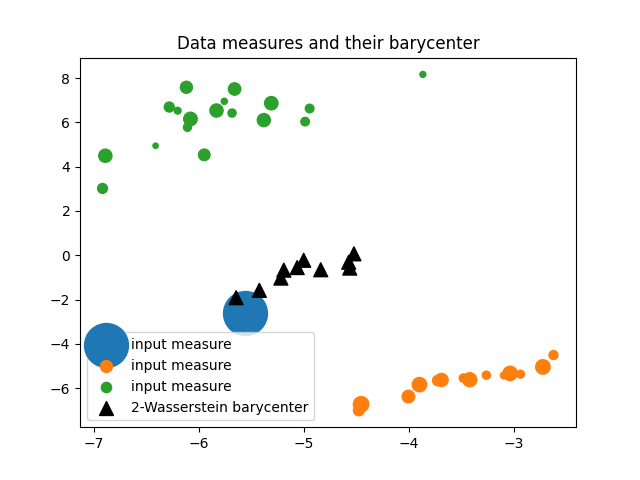 Data measures and their barycenter
8
6
4
2
0
−2
−4
−6
input measure
input measure
input measure
2-Wasserstein barycenter
−7
−6
−5
−4
−3